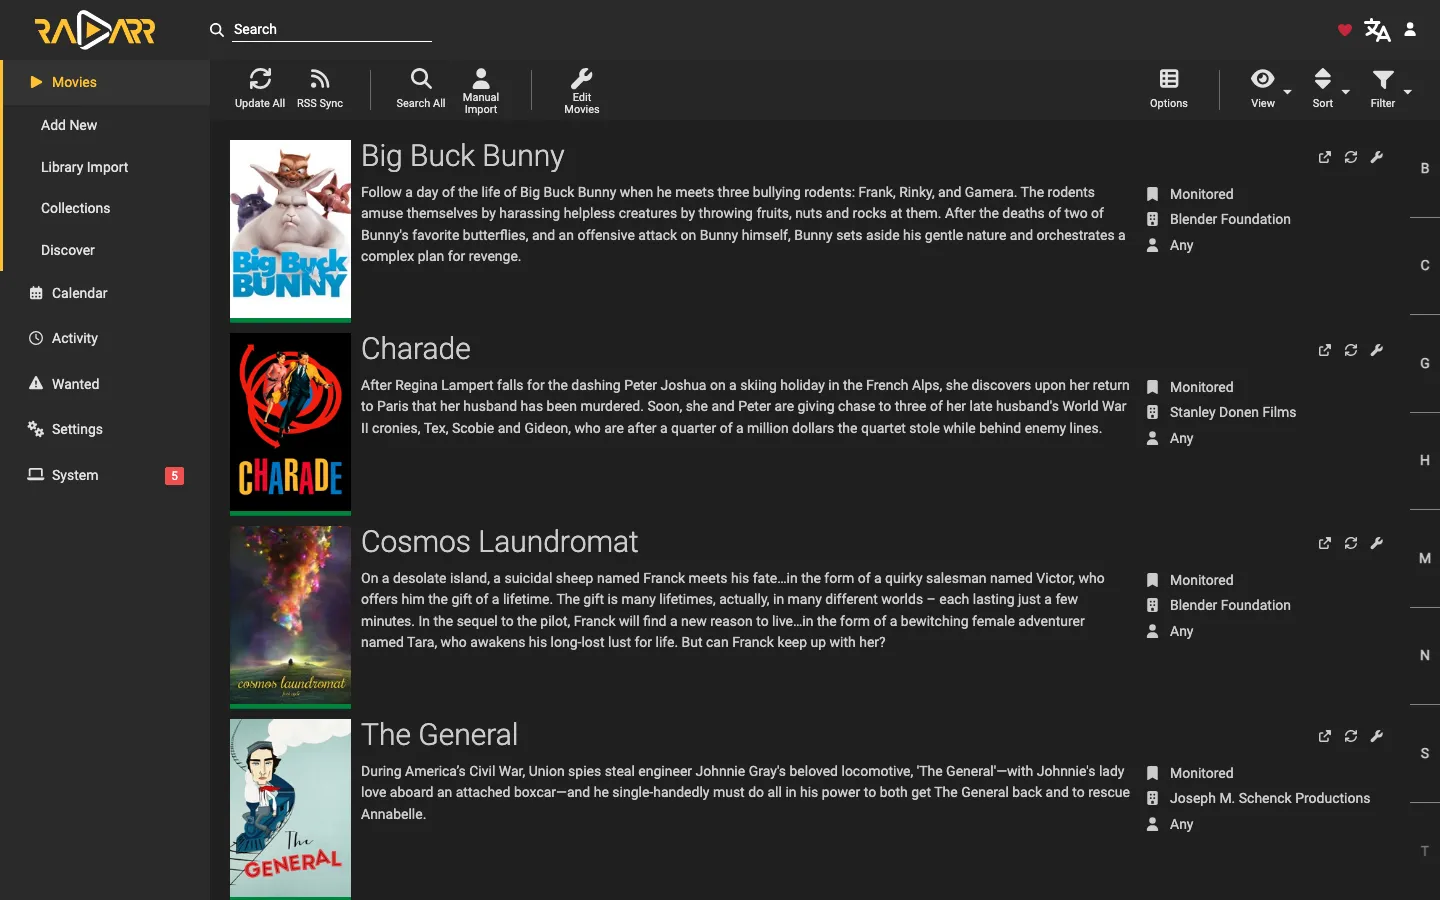 RADARR
Search
Movies
Add New
Library Import
Collections
Discover
Calendar
Activity
Wanted
Settings
System
5
Update All
RSS Sync
Search All
Manual
Import
Edit
Movies
Options
View
Sort
Filter
Big Buck
BUNNY
Big Buck Bunny
Follow a day of the life of Big Buck Bunny when he meets three bullying rodents: Frank, Rinky, and Gamera. The rodents
amuse themselves by harassing helpless creatures by throwing fruits, nuts and rocks at them. After the deaths of two of
Bunny's favorite butterflies, and an offensive attack on Bunny himself, Bunny sets aside his gentle nature and orchestrates a
complex plan for revenge.
Monitored
Blender Foundation
Any
CHARADE
Charade
After Regina Lampert falls for the dashing Peter Joshua on a skiing holiday in the French Alps, she discovers upon her return
to Paris that her husband has been murdered. Soon, she and Peter are giving chase to three of her late husband's World War
II cronies, Tex, Scobie and Gideon, who are after a quarter of a million dollars the quartet stole while behind enemy lines.
Monitored
Stanley Donen Films
Any
cosmos laundromat
Cosmos Laundromat
On a desolate island, a suicidal sheep named Franck meets his fate…in the form of a quirky salesman named Victor, who
offers him the gift of a lifetime. The gift is many lifetimes, actually, in many different worlds – each lasting just a few
minutes. In the sequel to the pilot, Franck will find a new reason to live…in the form of a bewitching female adventurer
named Tara, who awakens his long-lost lust for life. But can Franck keep up with her?
Monitored
Blender Foundation
Any
The
GENERAL
The General
During America's Civil War, Union spies steal engineer Johnnie Gray's beloved locomotive, 'The General'—with Johnnie's lady
love aboard an attached boxcar—and he single-handedly must do all in his power to both get The General back and to rescue
Annabelle.
Monitored
Joseph M. Schenck Productions
Any
B
C
G
H
M
N
S
T